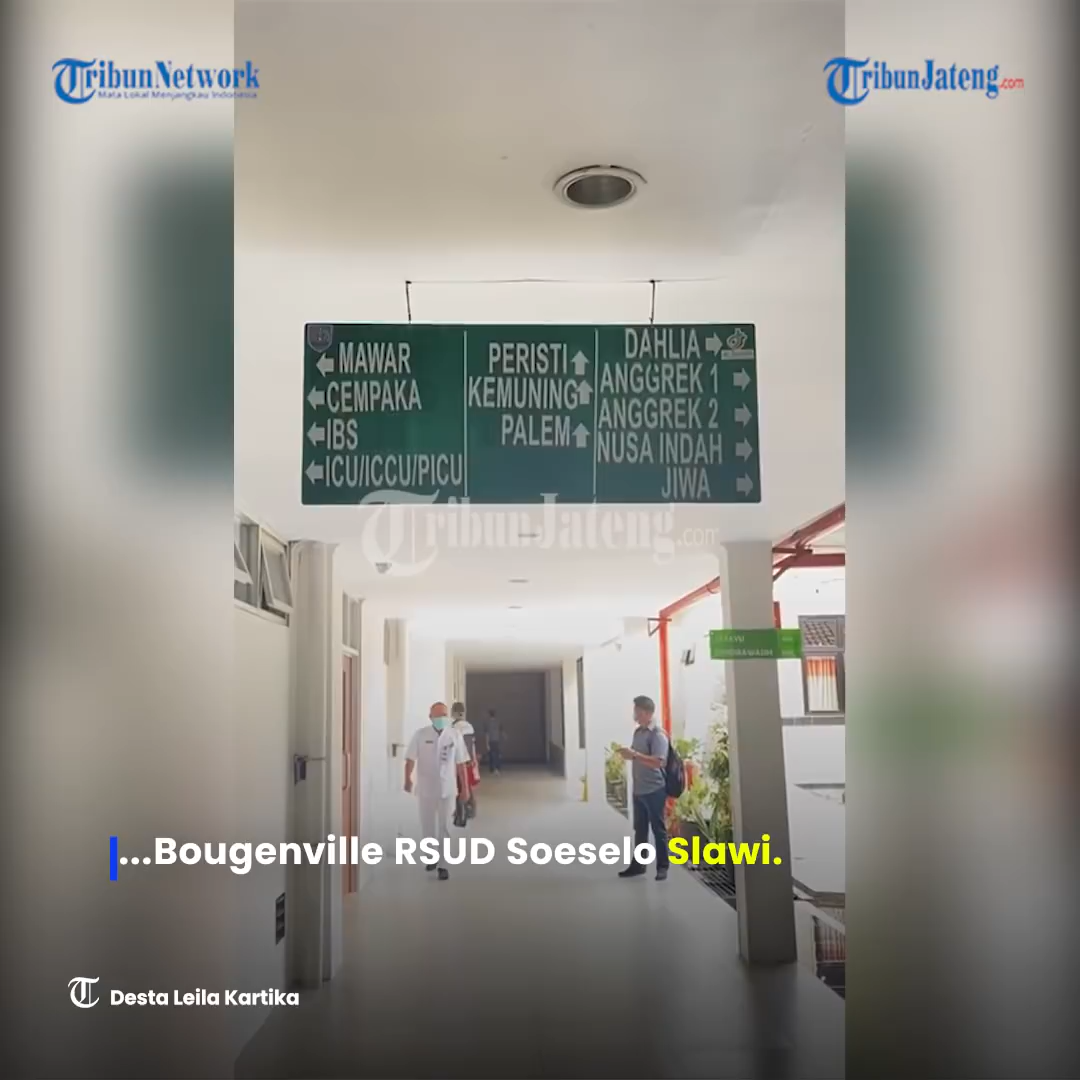 TribunNetwork
Mata Lokal Menjangkau Indonesia
TribunJateng.com
MAWAR
CEMPAKA
IBS
ICU/ICCU/PICU
PERISTI
KEMUNING
PALEM
DAHLIA
ANGGREK 1
ANGGREK 2
NUSA INDAH
JIWA
TribunJateng.com
...Bougenville RSUD Soeselo Slawi.
Desta Leila Kartika